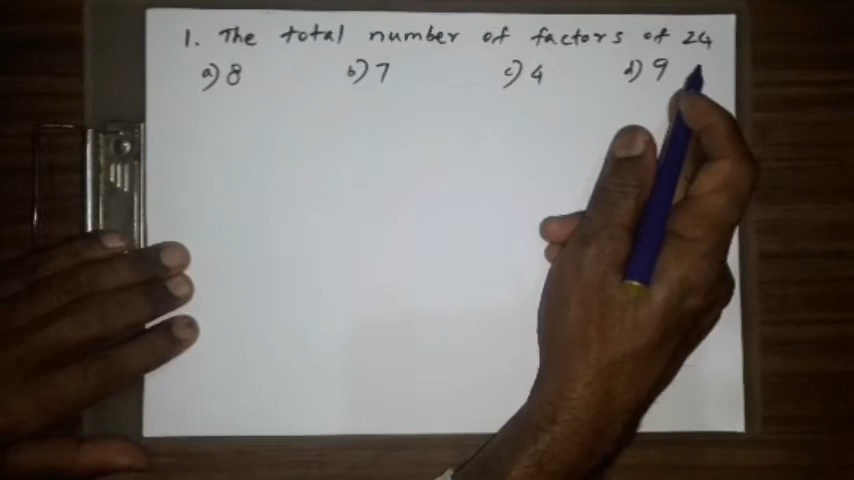 1. The total number of factors of 24
a) 8 b) 7 c) 4 d) 9